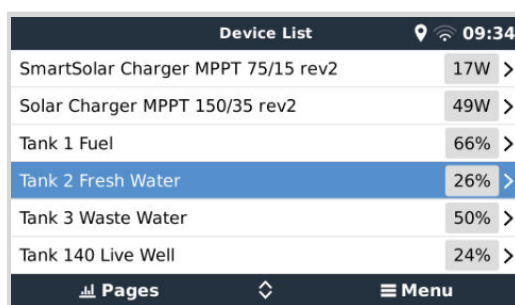 Device List 09:34
SmartSolar Charger MPPT 75/15 rev2 17W
Solar Charger MPPT 150/35 rev2 49W
Tank 1 Fuel 66%
Tank 2 Fresh Water 26%
Tank 3 Waste Water 50%
Tank 140 Live Well 24%
Pages Menu